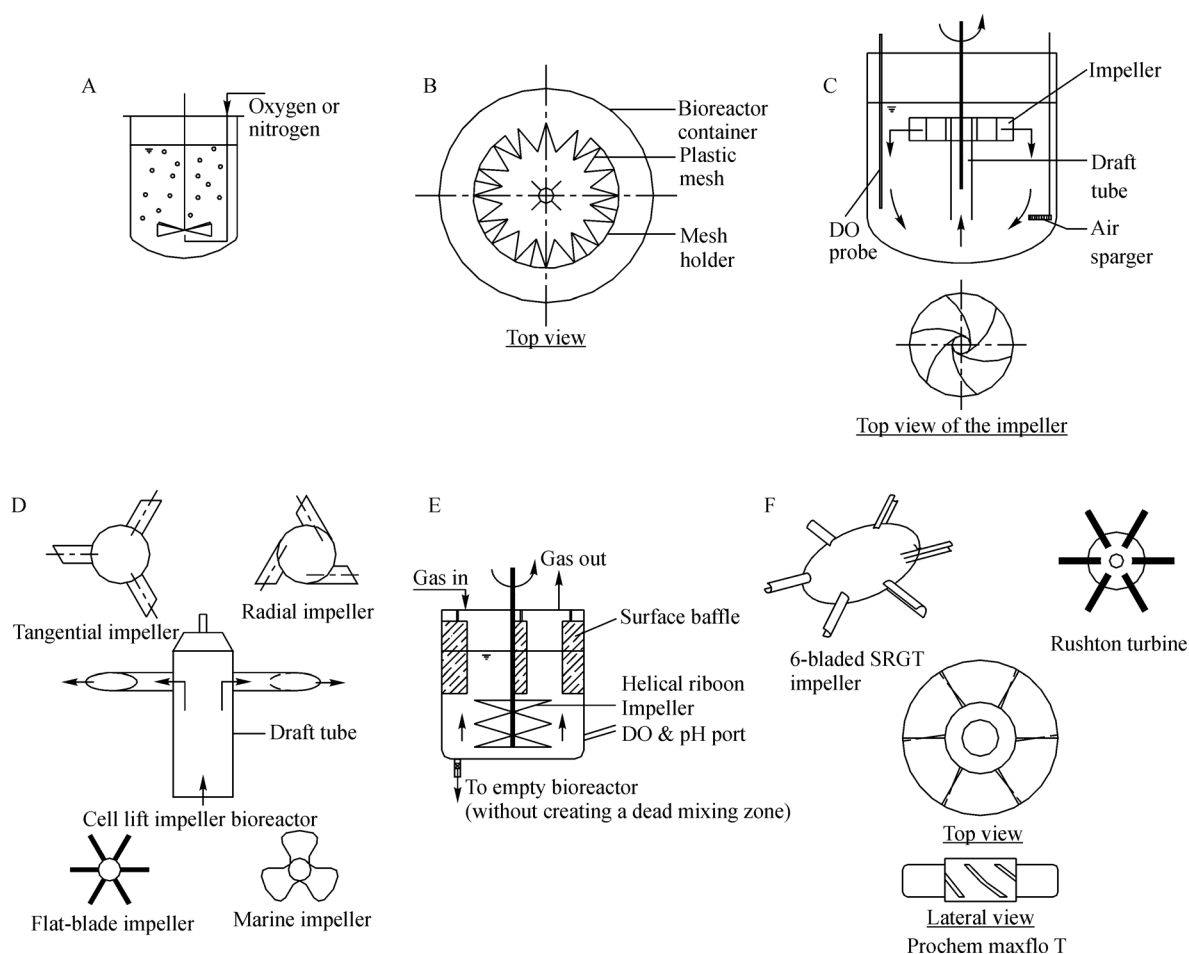 A
Oxygen or
nitrogen
B
Bioreactor
container
Plastic
mesh
Mesh
holder
Top view
C
Impeller
Draft
tube
DO
probe
Air
sparger
Top view of the impeller
D
Tangential impeller
Radial impeller
Draft tube
Cell lift impeller bioreactor
Flat-blade impeller
Marine impeller
E
Gas in
Gas out
Surface baffle
Helical riboon
Impeller
DO & pH port
To empty bioreactor
(without creating a dead mixing zone)
F
6-bladed SRGT
impeller
Rushton turbine
Top view
Lateral view
Prochem maxflo T